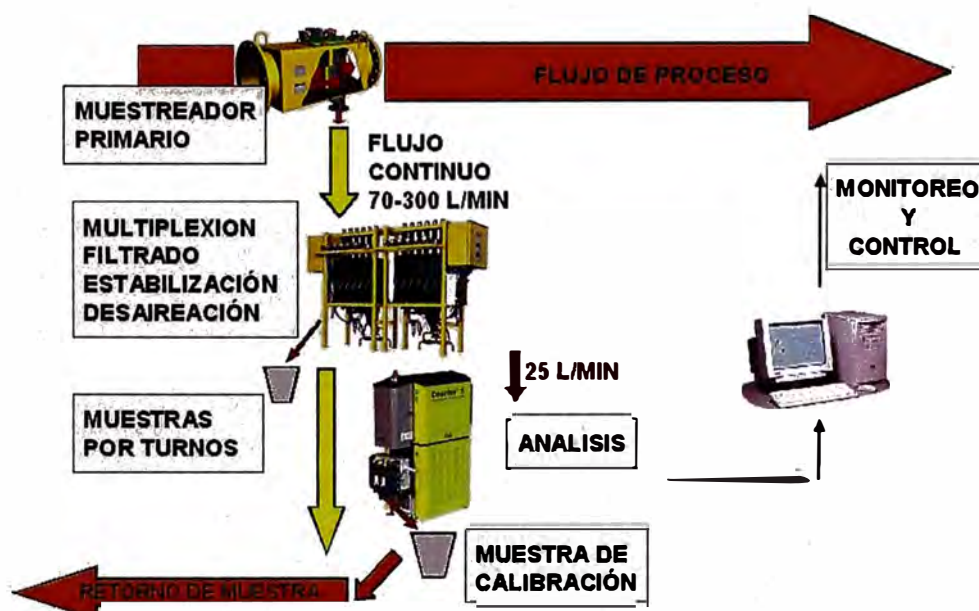 FLUJO DE PROCESO
MUESTREADOR
PRIMARIO
FLUJO
CONTINUO
70-300 L/MIN
MONITOREO
Y
CONTROL
MULTIPLEXION
FILTRADO
ESTABILIZACIÓN
DESAIREACIÓN
25 L/MIN
MUESTRAS
POR TURNOS
ANALISIS
MUESTRA DE
CALIBRACIÓN
RETORNO DE MUESTRA